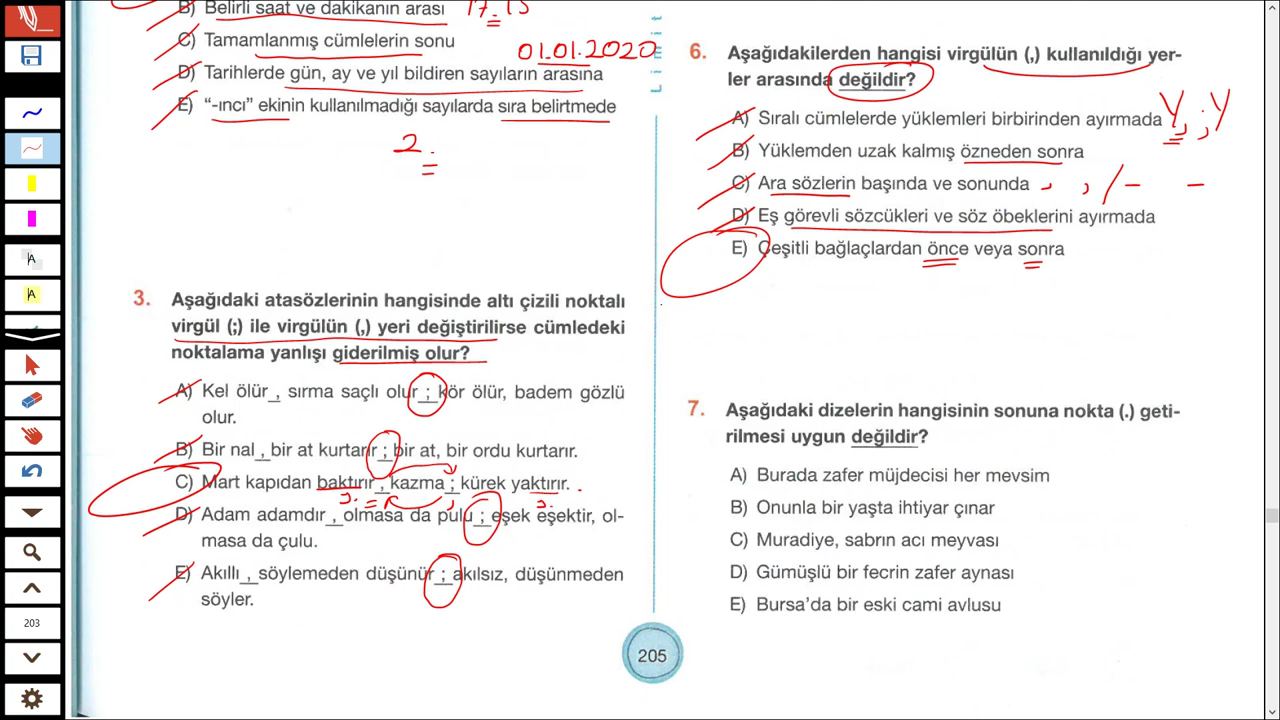 B) Belirli saat ve dakikanın arası 17.15
C) Tamamlanmış cümlelerin sonu
01.01.2020
D) Tarihlerde gün, ay ve yıl bildiren sayıların arasına
E) “-ıncı” ekinin kullanılmadığı sayılarda sıra belirtmede
2.
3. Aşağıdaki atasözlerinin hangisinde altı çizili noktalı
virgül (;) ile virgülün (,) yeri değiştirilirse cümledeki
noktalama yanlışı giderilmiş olur?
A) Kel ölür, sırma saçlı olur; kör ölür, badem gözlü
olur.
B) Bir nal, bir at kurtarır; bir at, bir ordu kurtarır.
C) Mart kapıdan baktırır, kazma; kürek yaktırır.
D) Adam adamdır, olmasa da pulu; eşek eşektir, ol-
masa da çulu.
E) Akıllı, söylemeden düşünür; akılsız, düşünmeden
söyler.
6. Aşağıdakilerden hangisi virgülün (,) kullanıldığı yer-
ler arasında değildir?
A) Sıralı cümlelerde yüklemleri birbirinden ayırmada Y, ; Y
B) Yüklemden uzak kalmış özneden sonra
C) Ara sözlerin başında ve sonunda , , / - -
D) Eş görevli sözcükleri ve söz öbeklerini ayırmada
E) Çeşitli bağlaçlardan önce veya sonra
7. Aşağıdaki dizelerin hangisinin sonuna nokta (.) geti-
rilmesi uygun değildir?
A) Burada zafer müjdecisi her mevsim
B) Onunla bir yaşta ihtiyar çınar
C) Muradiye, sabrın acı meyvası
D) Gümüşlü bir fecrin zafer aynası
E) Bursa’da bir eski cami avlusu
205
A
A
203